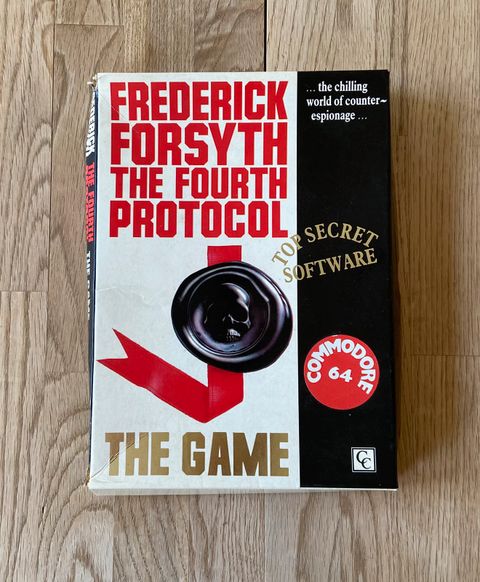 FREDERICK
FORSYTH
THE FOURTH
PROTOCOL
... the chilling
world of counter-
espionage ...
TOP SECRET
SOFTWARE
COMMODORE
64
THE GAME
CC
FREDERICK
THE FOURTH
THE GAME